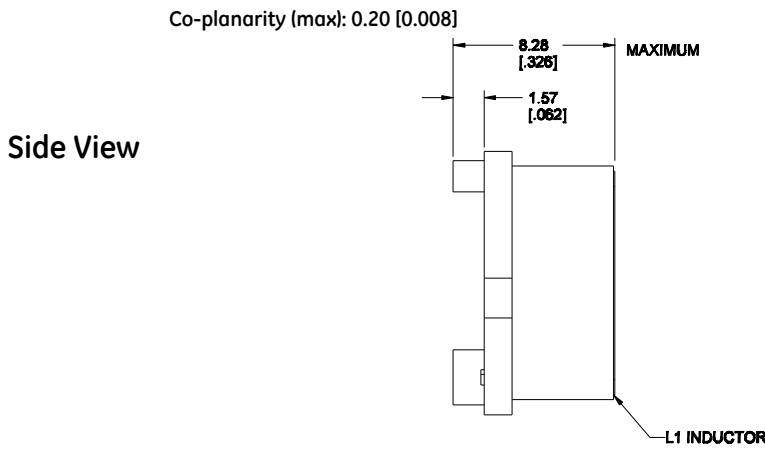 Co-planarity (max): 0.20 [0.008]
8.28
[.326]
MAXIMUM
1.57
[.062]
Side View
L1 INDUCTOR